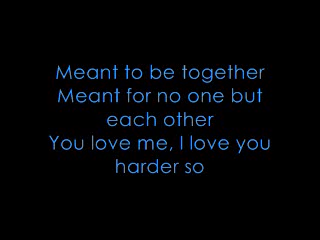 Meant to be together
Meant for no one but
each other
You love me, I love you
harder so